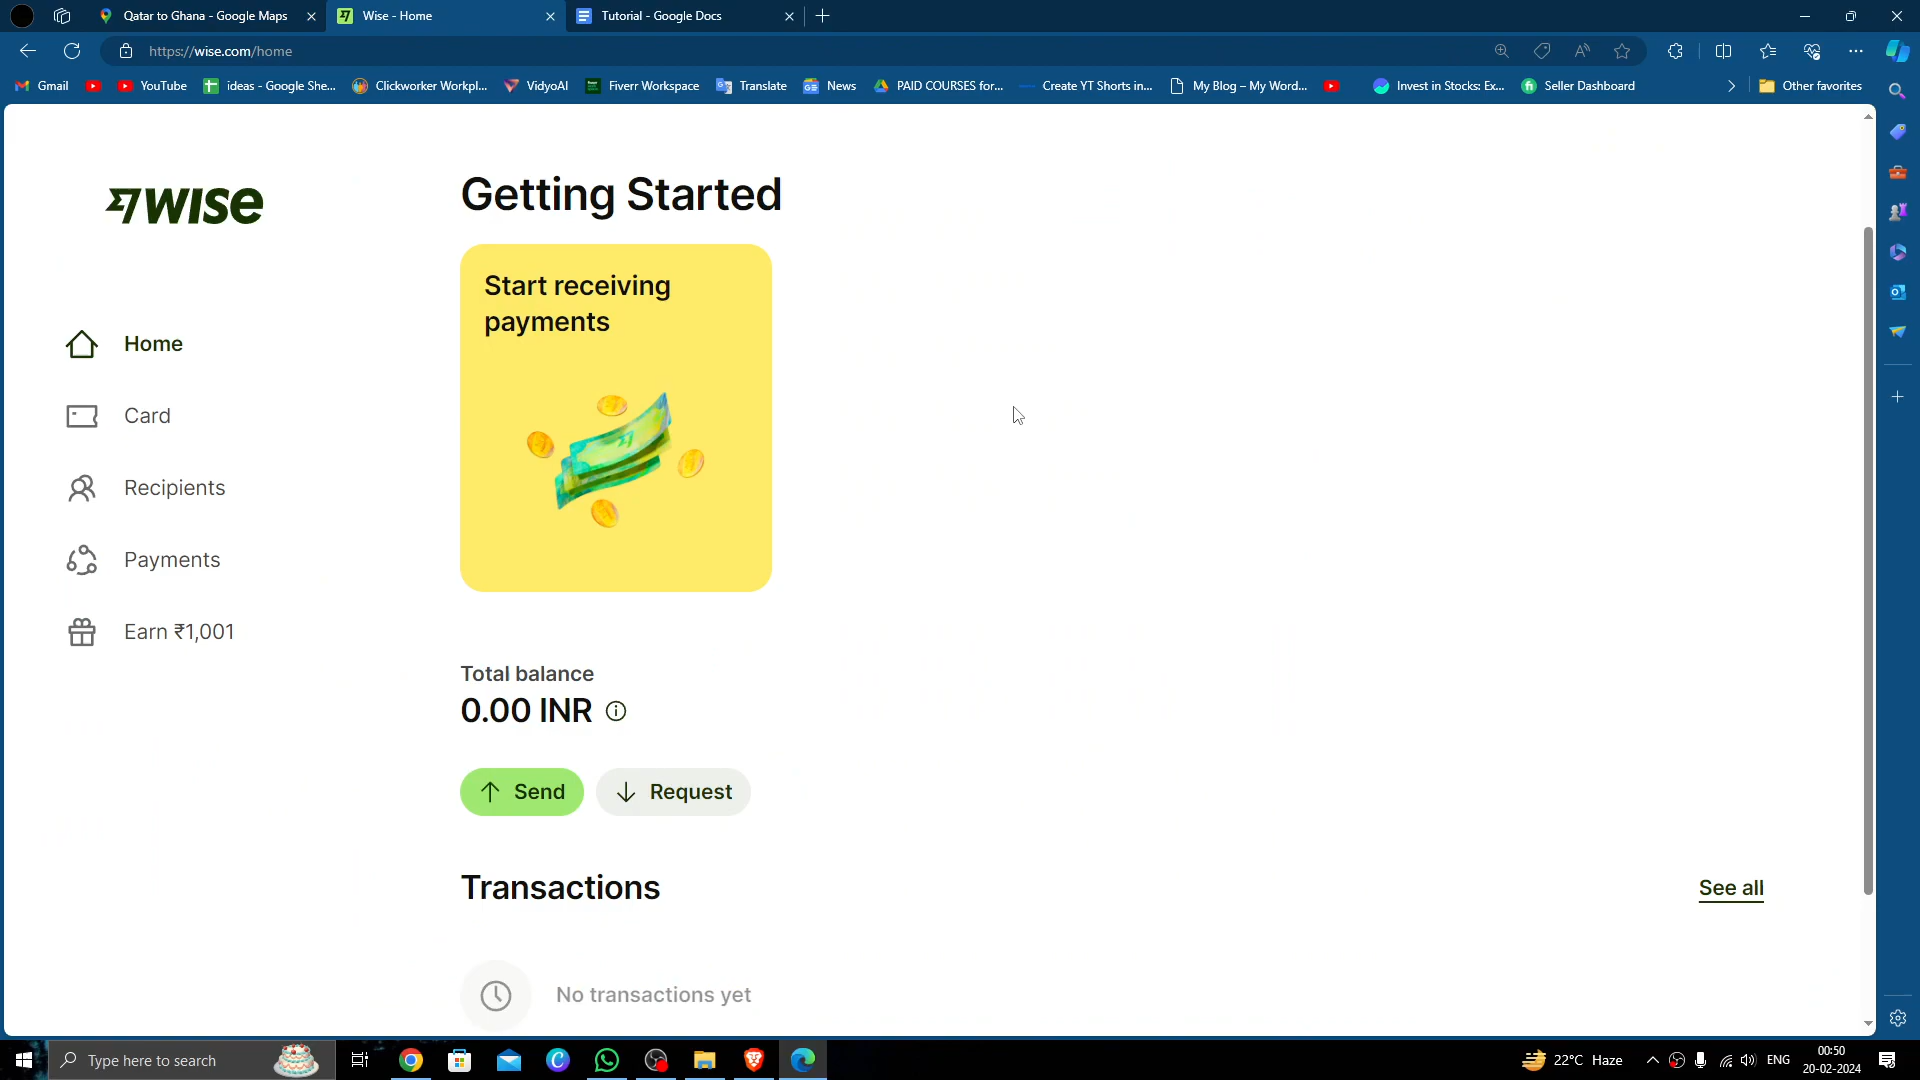 Qatar to Ghana - Google Maps
Wise - Home
Tutorial - Google Docs
https://wise.com/home
Gmail
YouTube
ideas - Google She...
Clickworker Workpl...
VidyoAI
Fiverr Workspace
Translate
News
PAID COURSES for...
Create YT Shorts in...
My Blog – My Word...
Invest in Stocks: Ex...
Seller Dashboard
Other favorites
WISE
Home
Card
Recipients
Payments
Earn ₹1,001
Getting Started
Start receiving
payments
Total balance
0.00 INR
Send
Request
Transactions
See all
No transactions yet
Type here to search
22°C Haze
ENG
00:50
20-02-2024